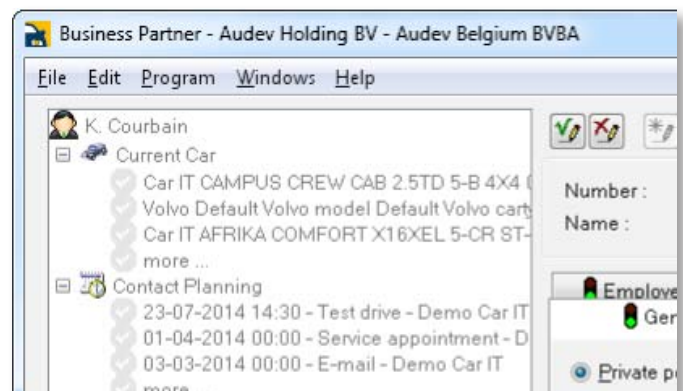 Business Partner - Audev Holding BV - Audev Belgium BVBA
File Edit Program Windows Help
K. Courbain
Current Car
Car IT CAMPUS CREW CAB 2.5TD 5-B 4X4
Volvo Default Volvo model Default Volvo cart
Car IT AFRIKA COMFORT X16XEL 5-CR ST-
more ...
Contact Planning
23-07-2014 14:30 - Test drive - Demo Car IT
01-04-2014 00:00 - Service appointment - D
03-03-2014 00:00 - E-mail - Demo Car IT
more ...
Number :
Name :
Employe
Ger
Private p